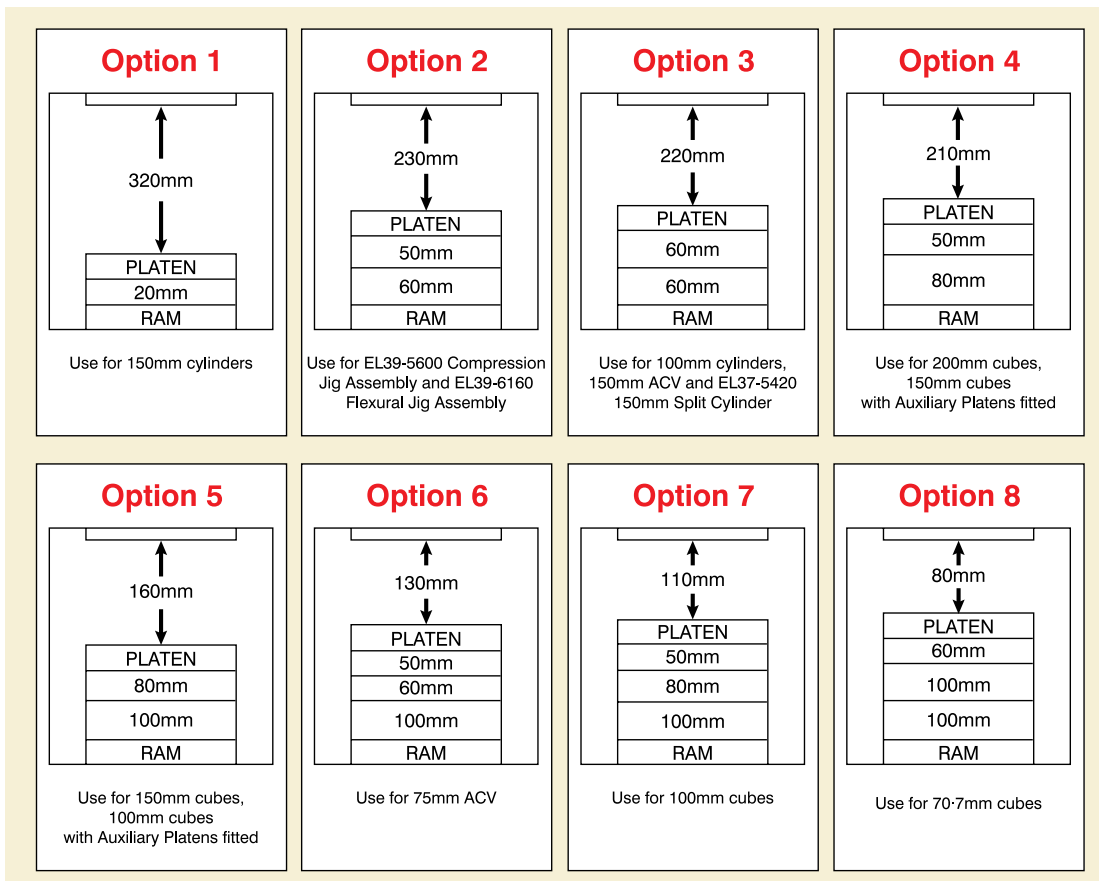 Option 1
320mm
PLATEN
20mm
RAM
Use for 150mm cylinders
Option 2
230mm
PLATEN
50mm
60mm
RAM
Use for EL39-5600 Compression
Jig Assembly and EL39-6160
Flexural Jig Assembly
Option 3
220mm
PLATEN
60mm
60mm
RAM
Use for 100mm cylinders,
150mm ACV and EL37-5420
150mm Split Cylinder
Option 4
210mm
PLATEN
50mm
80mm
RAM
Use for 200mm cubes,
150mm cubes
with Auxiliary Platens fitted
Option 5
160mm
PLATEN
80mm
100mm
RAM
Use for 150mm cubes,
100mm cubes
with Auxiliary Platens fitted
Option 6
130mm
PLATEN
50mm
60mm
100mm
RAM
Use for 75mm ACV
Option 7
110mm
PLATEN
50mm
80mm
100mm
RAM
Use for 100mm cubes
Option 8
80mm
PLATEN
60mm
100mm
100mm
RAM
Use for 70·7mm cubes